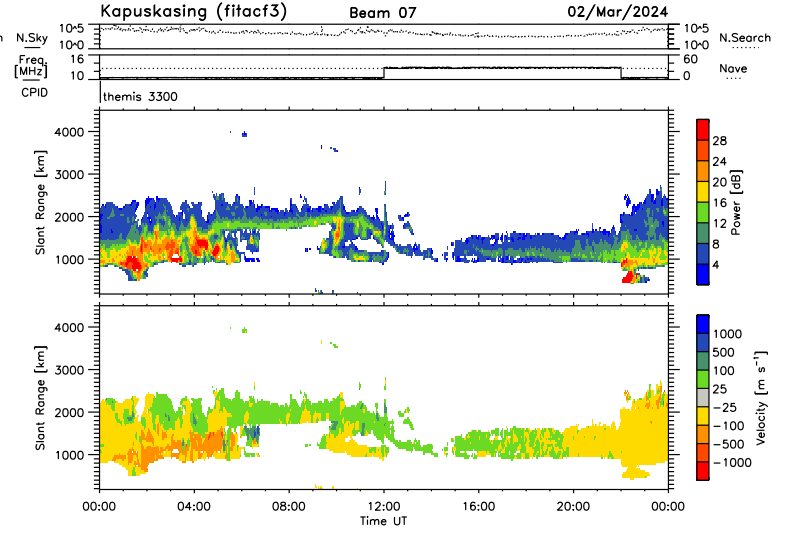 Kapuskasing (fitacf3) Beam 07 02/Mar/2024
n N.Sky 10^5 10^5 N.Search
10^0 10^0
Freq. 16 60 Nave
[MHz] 10 10
CPID themis 3300
Slant Range [km]
4000
3000
2000
1000
Power [dB]
28
24
20
16
12
8
4
Slant Range [km]
4000
3000
2000
1000
Velocity [m s⁻¹]
1000
500
100
25
−25
−100
−500
−1000
00:00 04:00 08:00 12:00 16:00 20:00 00:00
Time UT